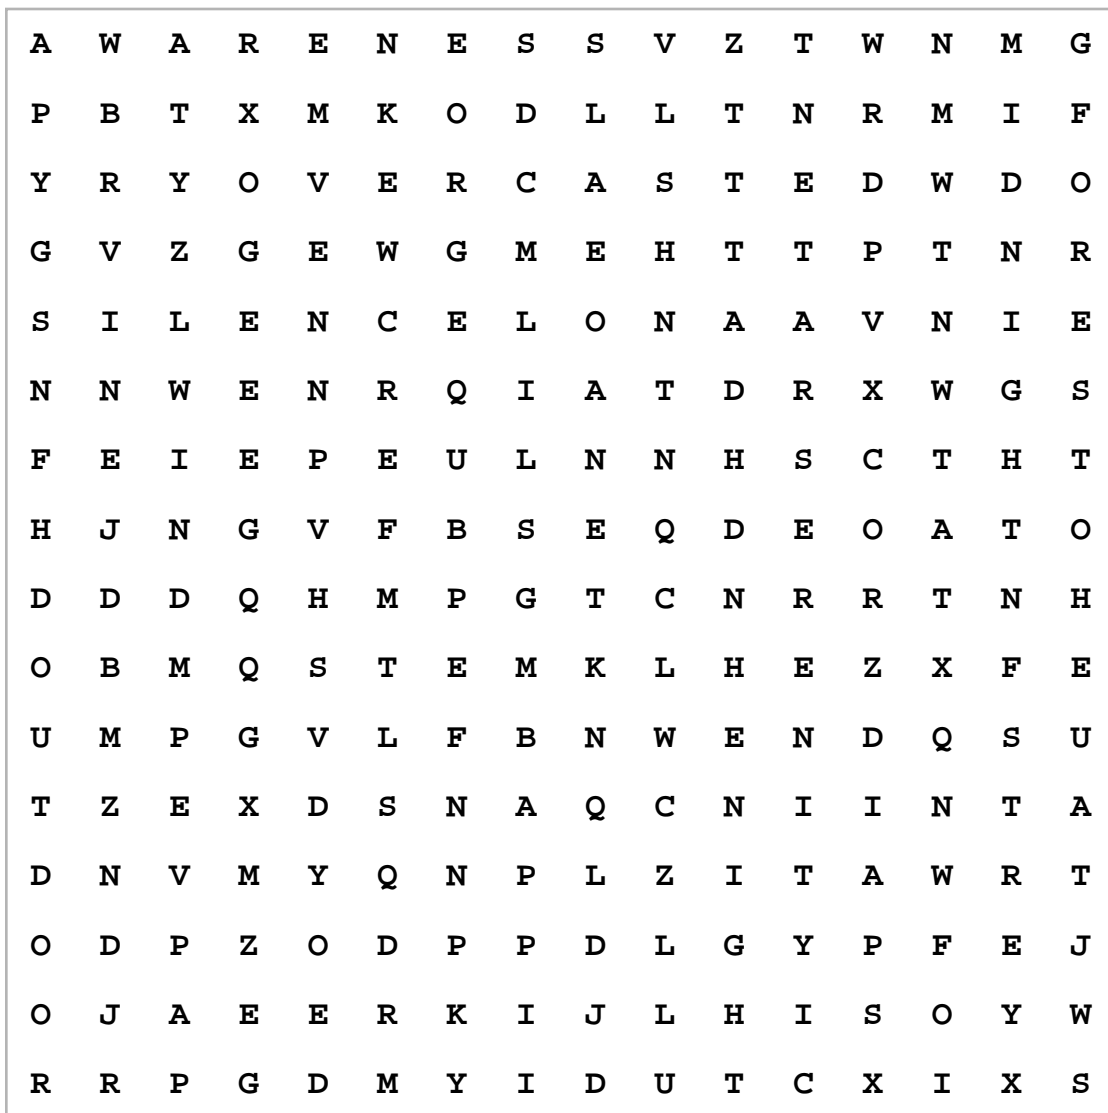 A W A R E N E S S V Z T W N M G
P B T X M K O D L L T N R M I F
Y R Y O V E R C A S T E D W D O
G V Z G E W G M E H T T P T N R
S I L E N C E L O N A A V N I E
N N W E N R Q I A T D R X W G S
F E I E P E U L N N H S C T H T
H J N G V F B S E Q D E O A T O
D D D Q H M P G T C N R R T N H
O B M Q S T E M K L H E Z X F E
U M P G V L F B N W E N D Q S U
T Z E X D S N A Q C N I I N T A
D N V M Y Q N P L Z I T A W R T
O D P Z O D P P D L G Y P F E J
O J A E E R K I J L H I S O Y W
R R P G D M Y I D U T C X I X S